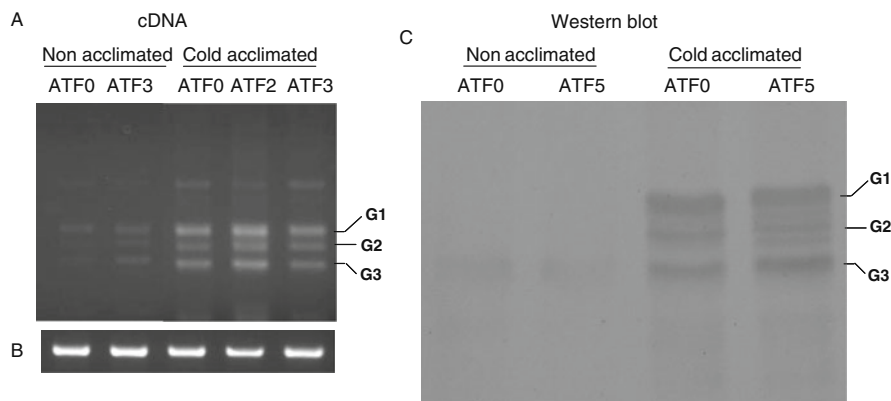 A
cDNA
Non acclimated Cold acclimated
ATF0 ATF3 ATF0 ATF2 ATF3
G1
G2
G3
B
C
Western blot
Non acclimated Cold acclimated
ATF0 ATF5 ATF0 ATF5
G1
G2
G3